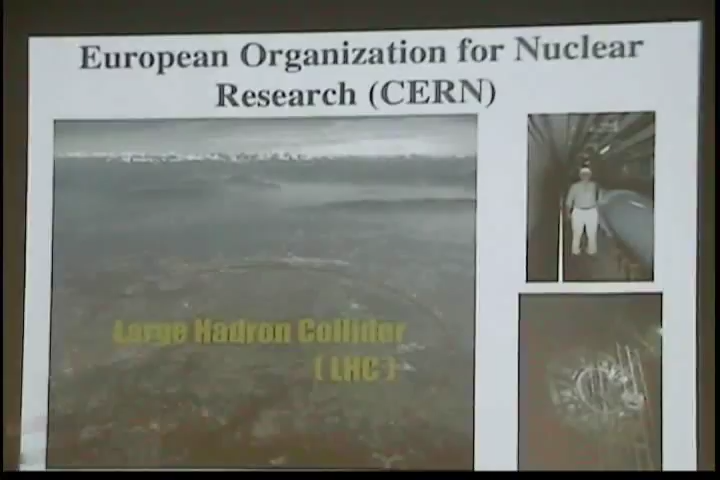 European Organization for Nuclear
Research (CERN)
Large Hadron Collider
( LHC )